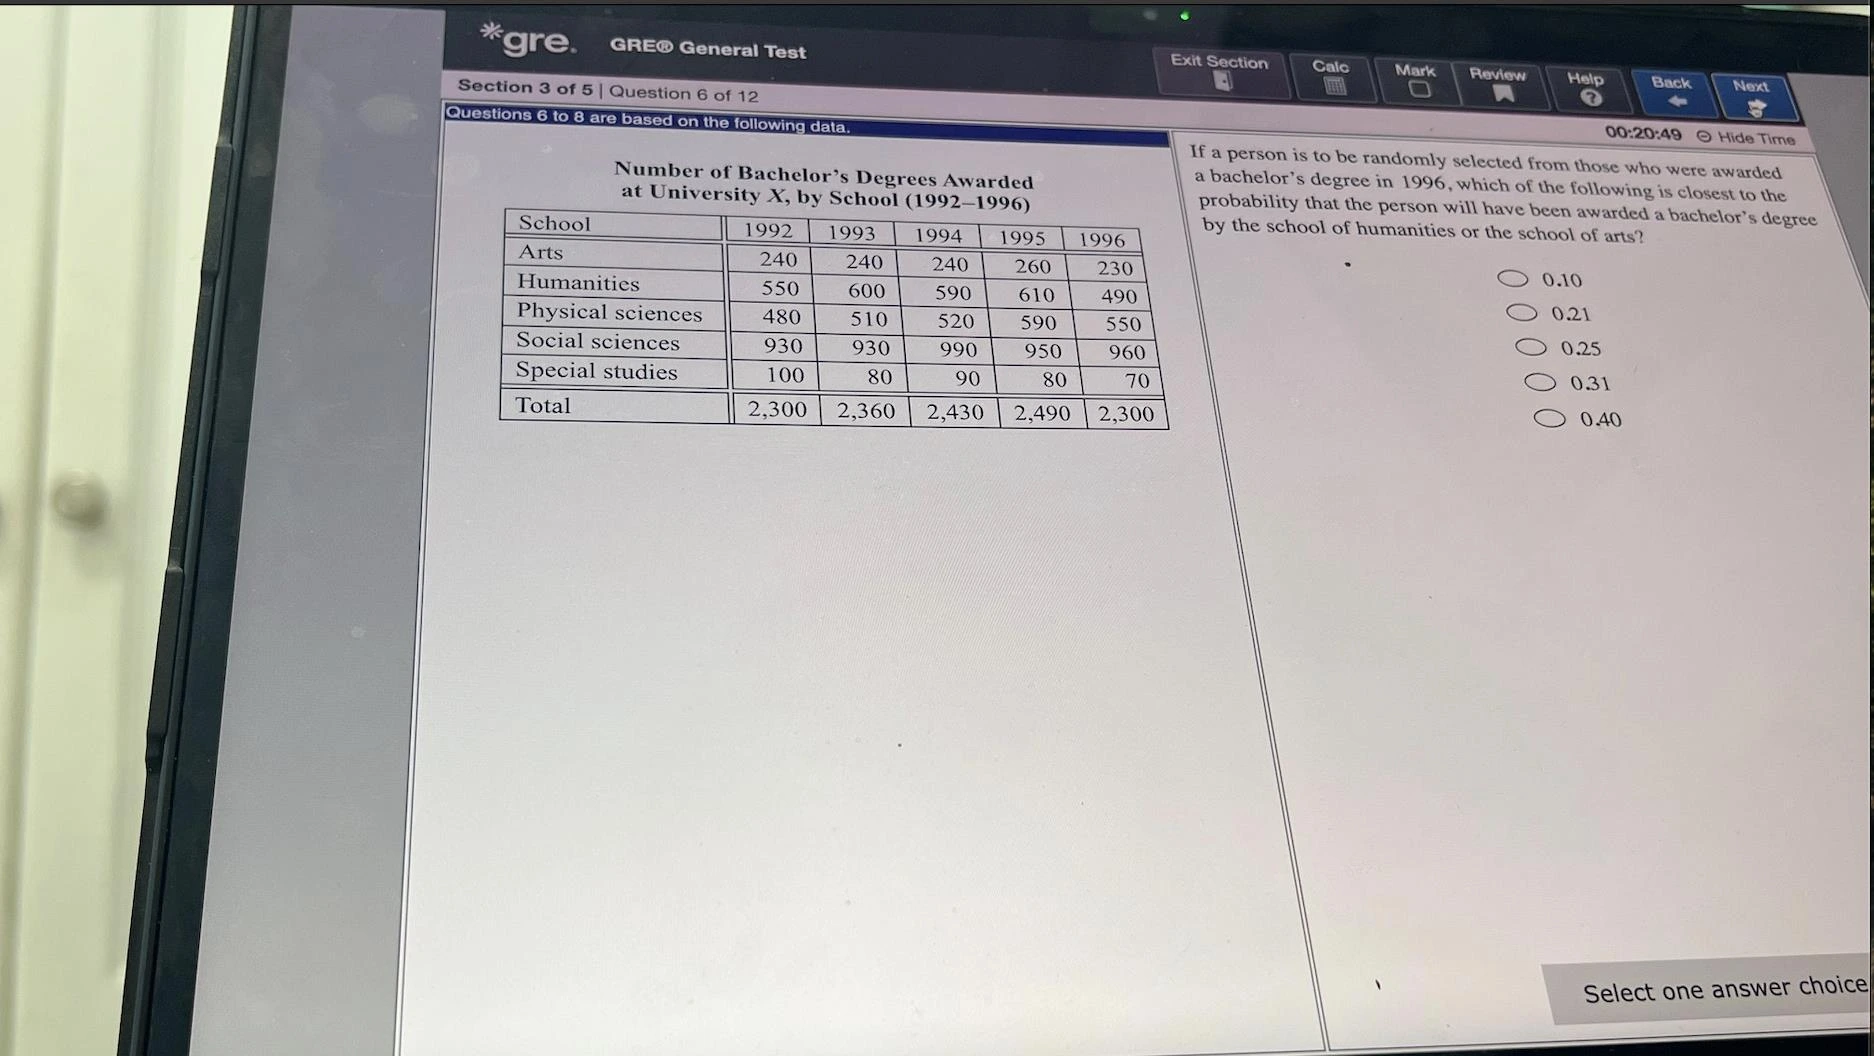 *gre. GRE® General Test
Exit Section
Calc
Mark
Review
Help
Back
Next
Section 3 of 5 | Question 6 of 12
00:20:49 Hide Time
Questions 6 to 8 are based on the following data.
Number of Bachelor's Degrees Awarded
at University X, by School (1992–1996)
School 1992 1993 1994 1995 1996
Arts 240 240 240 260 230
Humanities 550 600 590 610 490
Physical sciences 480 510 520 590 550
Social sciences 930 930 990 950 960
Special studies 100 80 90 80 70
Total 2,300 2,360 2,430 2,490 2,300
If a person is to be randomly selected from those who were awarded
a bachelor's degree in 1996, which of the following is closest to the
probability that the person will have been awarded a bachelor's degree
by the school of humanities or the school of arts?
0.10
0.21
0.25
0.31
0.40
Select one answer choice